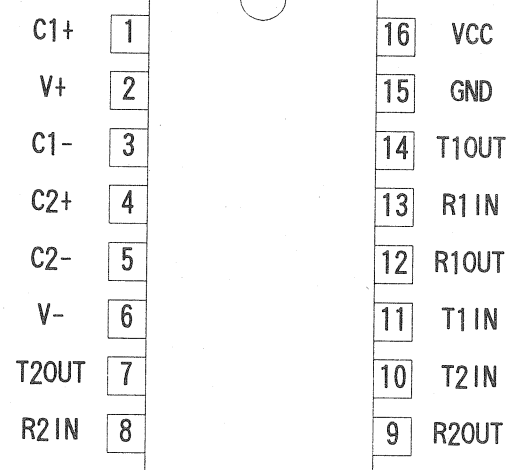 C1+ 1 16 VCC
V+ 2 15 GND
C1- 3 14 T1OUT
C2+ 4 13 R1IN
C2- 5 12 R1OUT
V- 6 11 T1IN
T2OUT 7 10 T2IN
R2IN 8 9 R2OUT